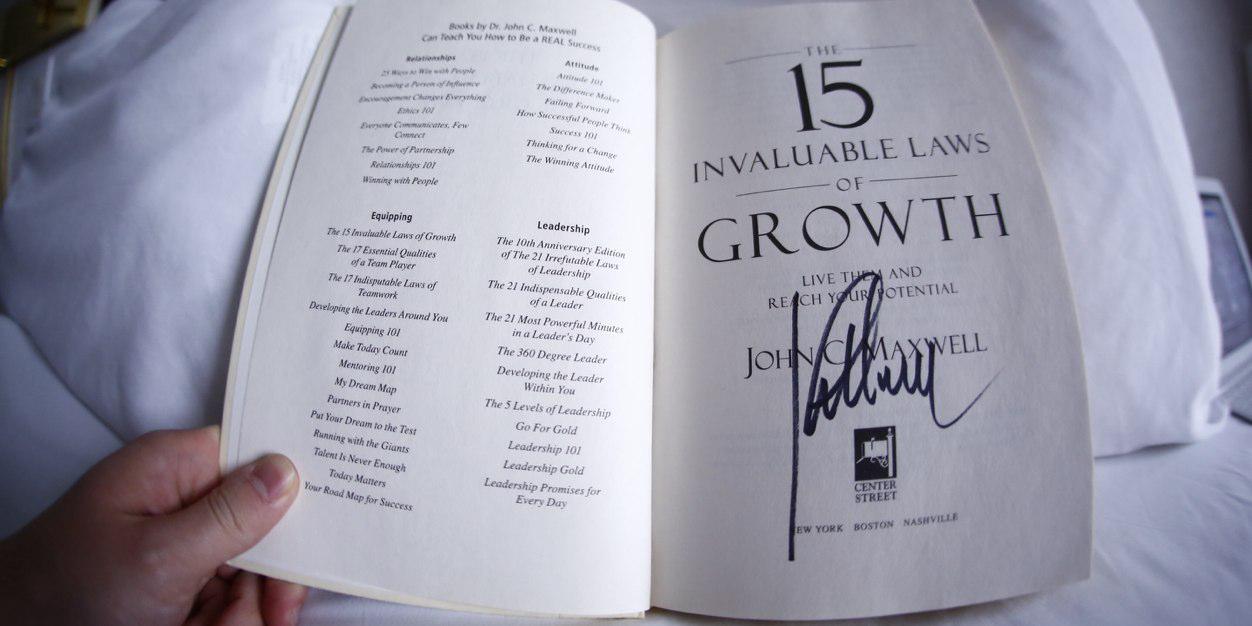 Books by Dr. John C. Maxwell
Can Teach You How to Be a REAL Success
Relationships
25 Ways to Win with People
Becoming a Person of Influence
Encouragement Changes Everything
Ethics 101
Everyone Communicates, Few
Connect
The Power of Partnership
Relationships 101
Winning with People
Attitude
Attitude 101
The Difference Maker
Failing Forward
How Successful People Think
Success 101
Thinking for a Change
The Winning Attitude
Equipping
The 15 Invaluable Laws of Growth
The 17 Essential Qualities
of a Team Player
The 17 Indisputable Laws of
Teamwork
Developing the Leaders Around You
Equipping 101
Make Today Count
Mentoring 101
My Dream Map
Partners in Prayer
Put Your Dream to the Test
Running with the Giants
Talent Is Never Enough
Today Matters
Your Road Map for Success
Leadership
The 10th Anniversary Edition
of The 21 Irrefutable Laws
of Leadership
The 21 Indispensable Qualities
of a Leader
The 21 Most Powerful Minutes
in a Leader's Day
The 360 Degree Leader
Developing the Leader
Within You
The 5 Levels of Leadership
Go For Gold
Leadership 101
Leadership Gold
Leadership Promises for
Every Day
THE
15
INVALUABLE LAWS
OF
GROWTH
LIVE THEM AND
REACH YOUR POTENTIAL
JOHN C. MAXWELL
CENTER
STREET
NEW YORK BOSTON NASHVILLE